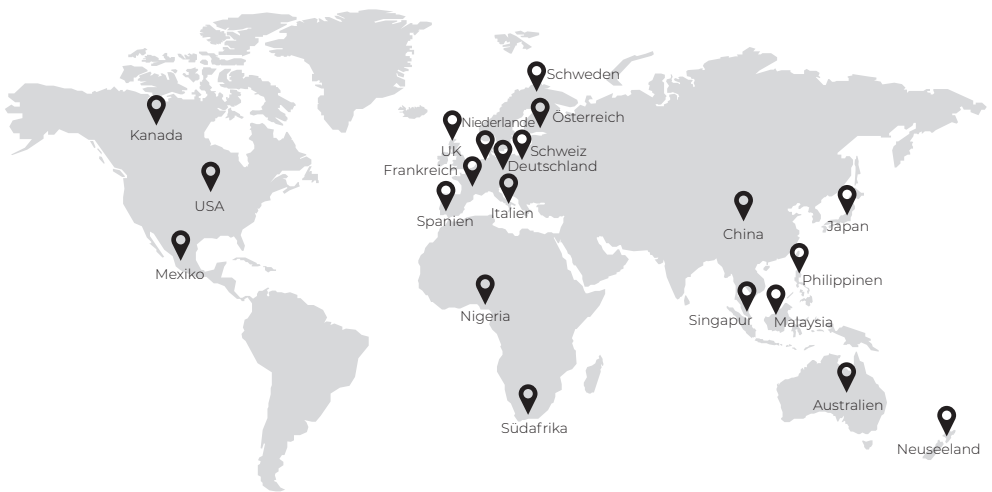 Schweden
Österreich
Niederlande
Kanada
UK
Schweiz
Deutschland
Frankreich
USA
Italien
Spanien
Japan
China
Mexiko
Philippinen
Nigeria
Singapur
Malaysia
Australien
Südafrika
Neuseeland